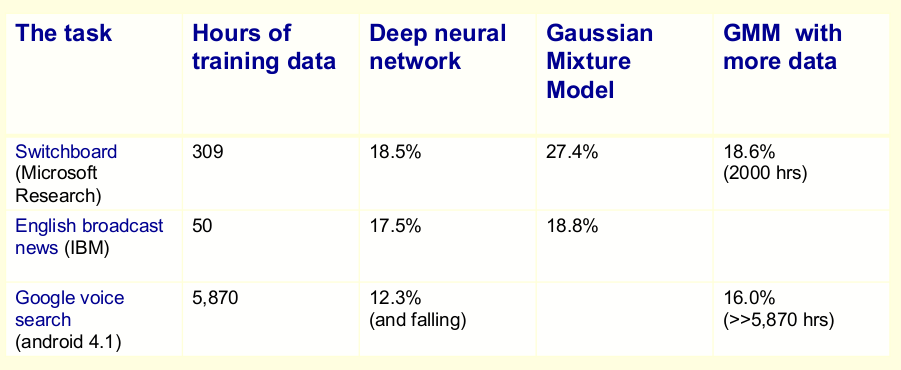 The task
Hours of
training data
Deep neural
network
Gaussian
Mixture
Model
GMM with
more data
Switchboard
(Microsoft
Research)
309
18.5%
27.4%
18.6%
(2000 hrs)
English broadcast
news (IBM)
50
17.5%
18.8%
Google voice
search
(android 4.1)
5,870
12.3%
(and falling)
16.0%
(>>5,870 hrs)